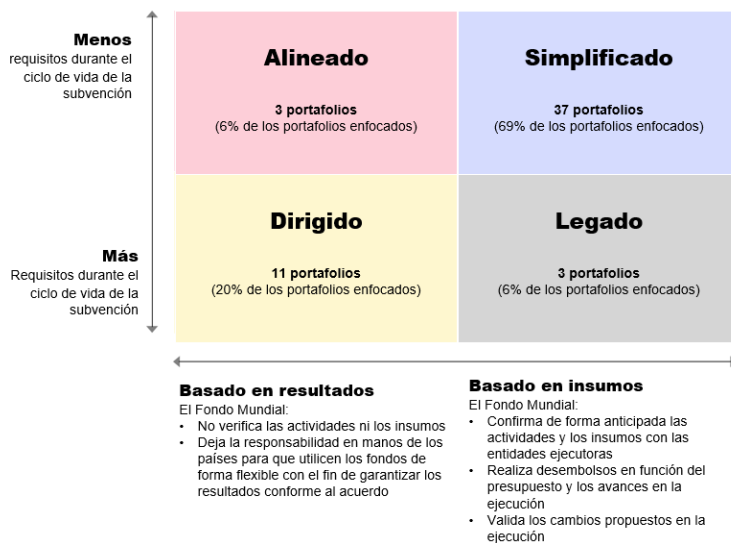 Menos
requisitos durante el
ciclo de vida de la
subvención
Alineado
3 portafolios
(6% de los portafolios enfocados)
Simplificado
37 portafolios
(69% de los portafolios enfocados)
Más
Requisitos durante el
ciclo de vida de la
subvención
Dirigido
11 portafolios
(20% de los portafolios enfocados)
Legado
3 portafolios
(6% de los portafolios enfocados)
Basado en resultados
El Fondo Mundial:
• No verifica las actividades ni los insumos
• Deja la responsabilidad en manos de los
países para que utilicen los fondos de
forma flexible con el fin de garantizar los
resultados conforme al acuerdo
Basado en insumos
El Fondo Mundial:
• Confirma de forma anticipada las
actividades y los insumos con las
entidades ejecutoras
• Realiza desembolsos en función del
presupuesto y los avances en la
ejecución
• Valida los cambios propuestos en la
ejecución